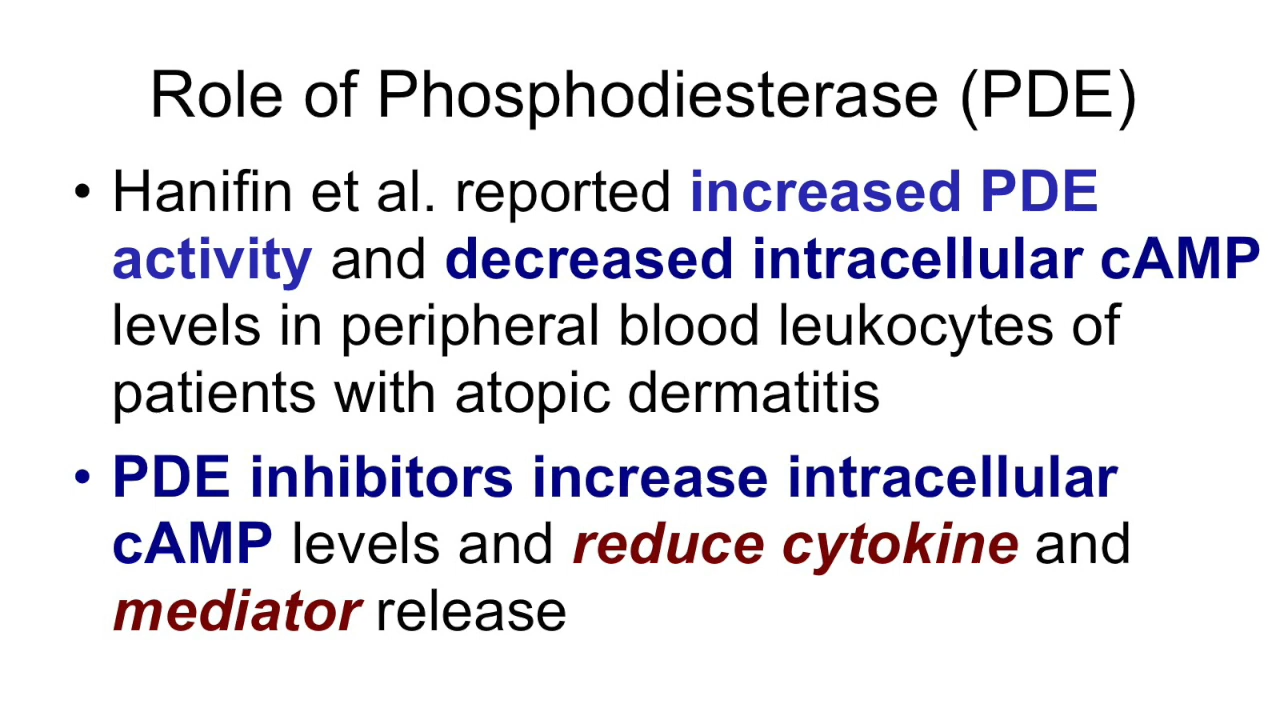 Role of Phosphodiesterase (PDE)
• Hanifin et al. reported increased PDE
activity and decreased intracellular cAMP
levels in peripheral blood leukocytes of
patients with atopic dermatitis
• PDE inhibitors increase intracellular
cAMP levels and reduce cytokine and
mediator release